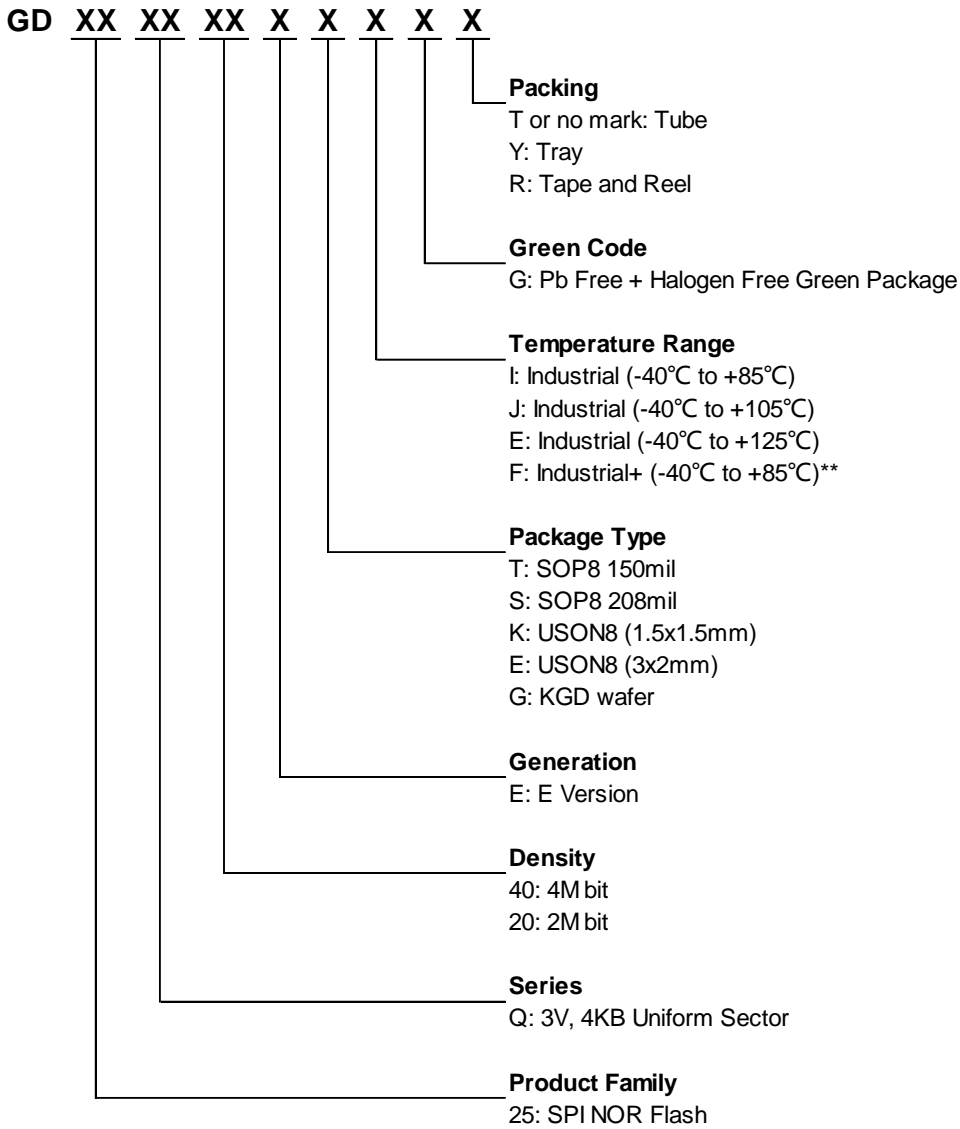 GD XX XX XX X X X X X
Packing
T or no mark: Tube
Y: Tray
R: Tape and Reel
Green Code
G: Pb Free + Halogen Free Green Package
Temperature Range
I: Industrial (-40℃ to +85℃)
J: Industrial (-40℃ to +105℃)
E: Industrial (-40℃ to +125℃)
F: Industrial+ (-40℃ to +85℃)**
Package Type
T: SOP8 150mil
S: SOP8 208mil
K: USON8 (1.5x1.5mm)
E: USON8 (3x2mm)
G: KGD wafer
Generation
E: E Version
Density
40: 4M bit
20: 2M bit
Series
Q: 3V, 4KB Uniform Sector
Product Family
25: SPI NOR Flash